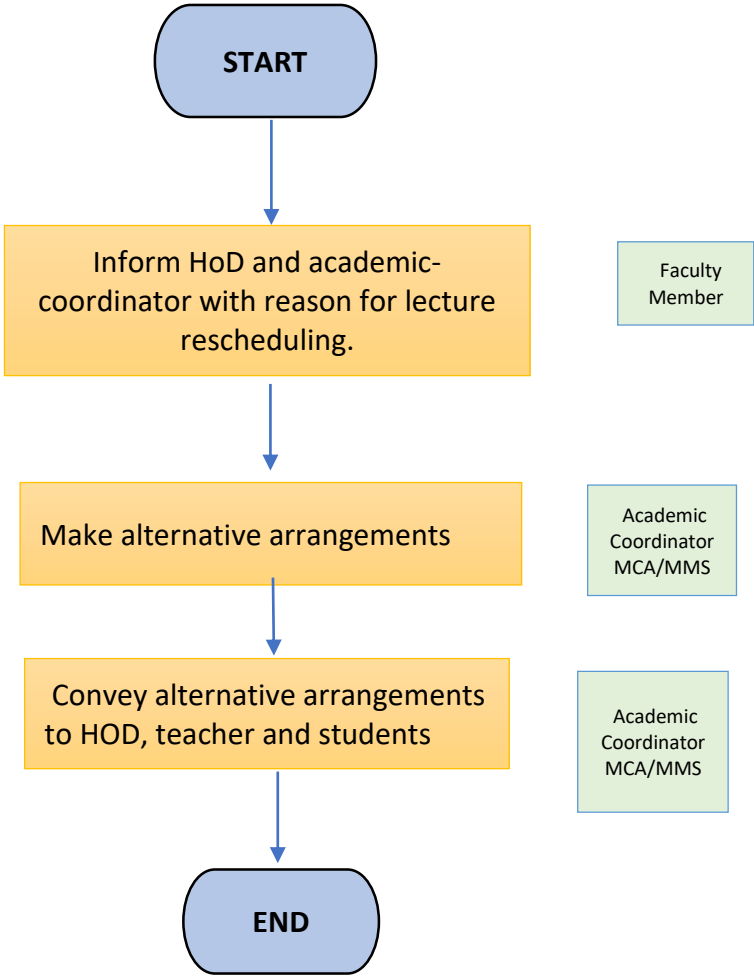 START
Inform HoD and academic-
coordinator with reason for lecture
rescheduling.
Faculty
Member
Make alternative arrangements
Academic
Coordinator
MCA/MMS
Convey alternative arrangements
to HOD, teacher and students
Academic
Coordinator
MCA/MMS
END